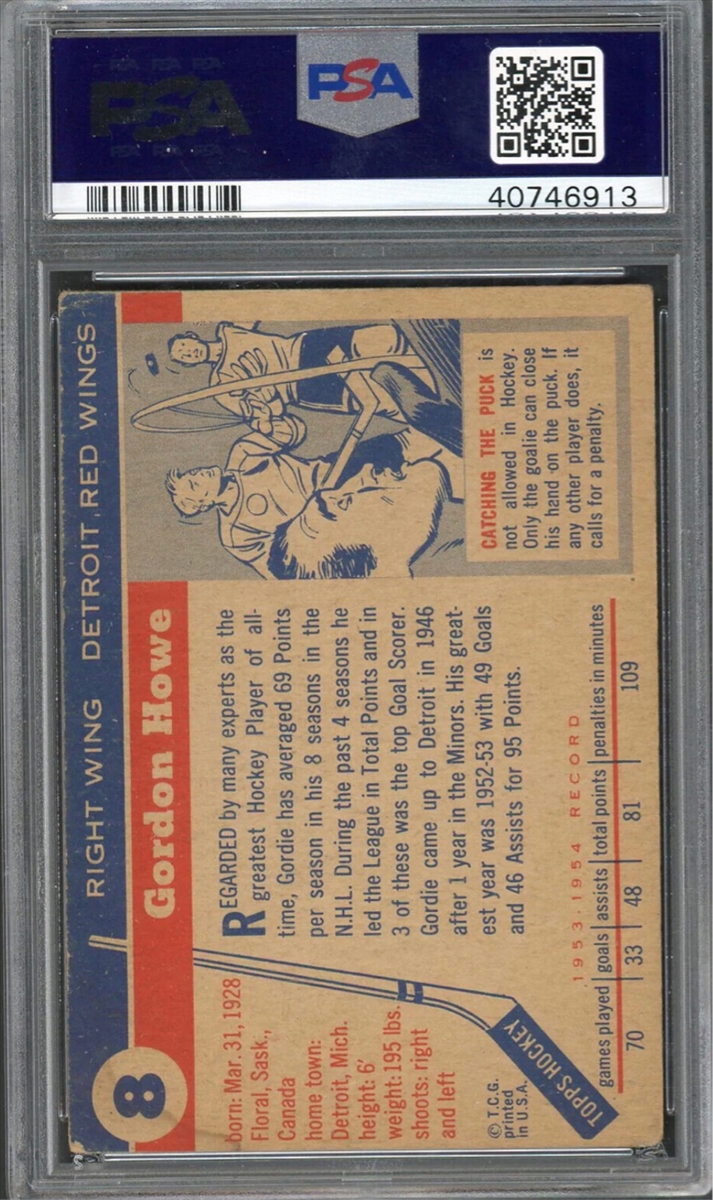 PSA PSA PSA
PSA
PSA PSA PSA
PSA
40746913
8
RIGHT WING DETROIT, RED WINGS
Gordon Howe
born: Mar. 31, 1928
Floral, Sask.,
Canada
home town:
Detroit, Mich.
height: 6'
weight: 195 lbs.
shoots: right
and left
© T.C.G.
printed
in U.S.A.
TOPPS HOCKEY
REGARDED by many experts as the
greatest Hockey Player of all-
time, Gordie has averaged 69 Points
per season in his 8 seasons in the
N.H.L. During the past 4 seasons he
led the League in Total Points and in
3 of these was the top Goal Scorer.
Gordie came up to Detroit in 1946
after 1 year in the Minors. His great-
est year was 1952-53 with 49 Goals
and 46 Assists for 95 Points.
CATCHING THE PUCK is
not allowed in Hockey.
Only the goalie can close
his hand on the puck. If
any other player does, it
calls for a penalty.
1953-1954 RECORD
games played goals assists total points penalties in minutes
70 33 48 81 109